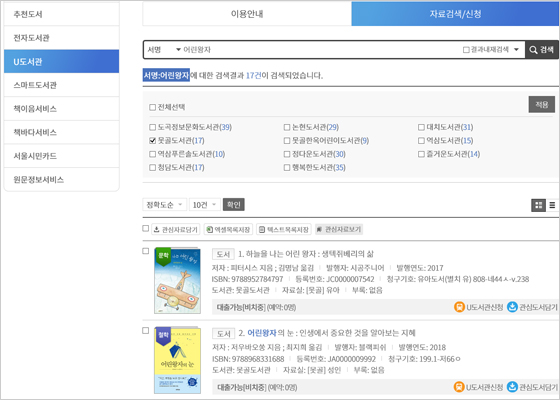 추천도서
전자도서관
U도서관
스마트도서관
책이음서비스
책바다서비스
서울시민카드
원문정보서비스
이용안내
자료검색/신청
서명 어린왕자 결과내재검색 검색
서명:어린왕자에 대한 검색결과 17건이 검색되었습니다.
전체선택 적용
도곡정보문화도서관(39) 논현도서관(29) 대치도서관(31)
못골도서관(17) 못골한옥어린이도서관(9) 역삼도서관(15)
역삼푸른솔도서관(10) 정다운도서관(30) 즐거운도서관(14)
청담도서관(17) 행복한도서관(35)
정확도순 10건 확인
관심자료담기 엑셀목록저장 텍스트목록저장 관심자료보기
문학
도서 1. 하늘을 나는 어린 왕자 : 생텍쥐베리의 삶
저자 : 피터시스 지음 ; 김명남 옮김 발행자: 시공주니어 발행연도: 2017
ISBN: 9788952784797 등록번호: JC0000007542 청구기호: 유아도서(별치 유) 808-네44ㅅ-v.238
도서관: 못골도서관 자료실: [못골] 유아 부록: 없음
대출가능[비치중] (예약: 0명) U도서관신청 관심도서담기
철학
어린왕자의 눈
도서 2. 어린왕자의 눈 : 인생에서 중요한 것을 알아보는 지혜
저자 : 저우바오쑹 지음 ; 최지희 옮김 발행자: 블랙피쉬 발행연도: 2018
ISBN: 9788968331688 등록번호: JA0000009992 청구기호: 199.1-저66ㅇ
도서관: 못골도서관 자료실: [못골] 성인 부록: 없음
대출가능[비치중] (예약: 0명) U도서관신청 관심도서담기